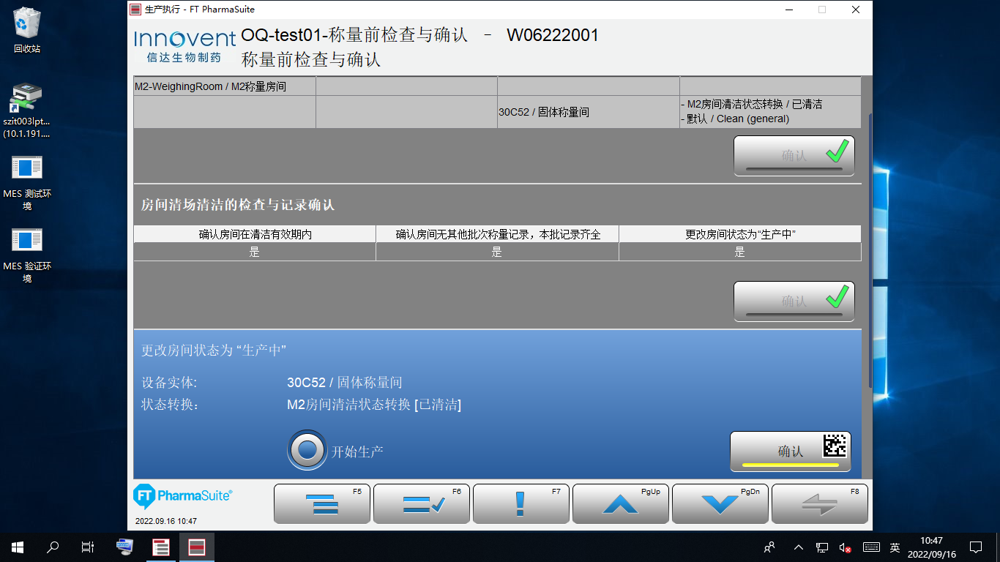 生产执行 - FT PharmaSuite
回收站
szit003lpt...
(10.1.191....
MES 测试环
境
MES 验证环
境
Innovent
信达生物制药
OQ-test01-称量前检查与确认 - W06222001
称量前检查与确认
M2-WeighingRoom / M2称量房间
30C52 / 固体称量间
- M2房间清洁状态转换 / 已清洁
- 默认 / Clean (general)
确认
房间清场清洁的检查与记录确认
确认房间在清洁有效期内 确认房间无其他批次称量记录，本批记录齐全 更改房间状态为“生产中”
是 是 是
确认
更改房间状态为 “生产中”
设备实体: 30C52 / 固体称量间
状态转换: M2房间清洁状态转换 [已清洁]
开始生产
确认
FT PharmaSuite®
F5 F6 F7 PgUp PgDn F8
2022.09.16 10:47
英
10:47
2022/09/16